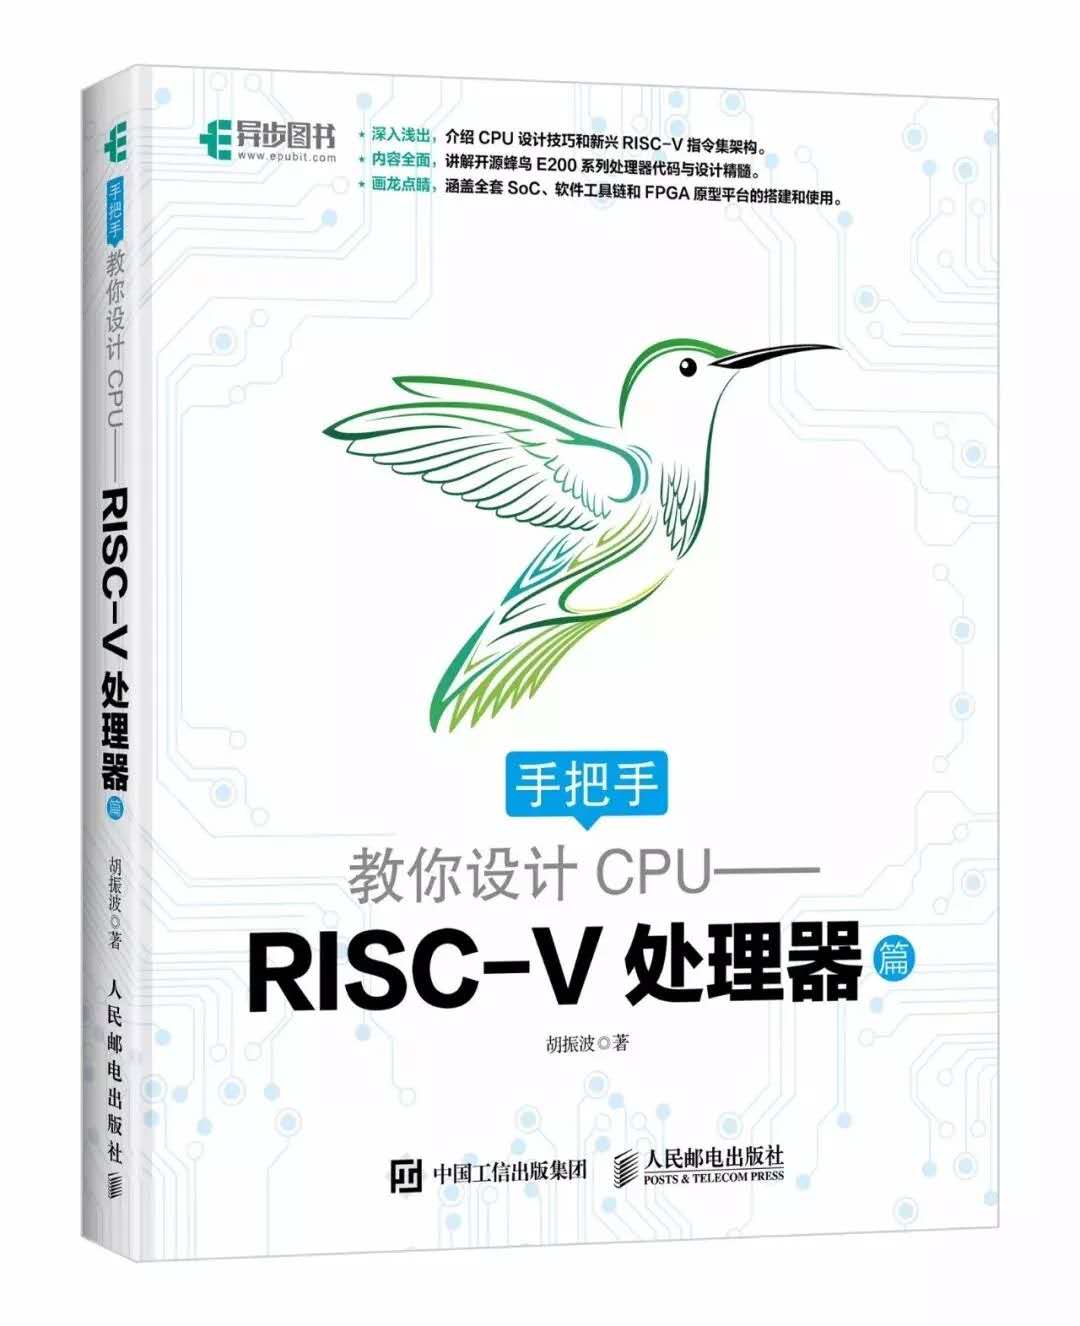 异步图书
www.epubit.com
★ 深入浅出，介绍 CPU 设计技巧和新兴 RISC-V 指令集架构。
★ 内容全面，讲解开源蜂鸟 E200 系列处理器代码与设计精髓。
★ 画龙点睛，涵盖全套 SoC、软件工具链和 FPGA 原型平台的搭建和使用。
手把手
教你设计 CPU——
RISC-V 处理器 篇
胡振波◎著
中国工信出版集团
人民邮电出版社
POSTS & TELECOM PRESS
手把手教你设计 CPU——RISC-V 处理器 篇
胡振波◎著
人民邮电出版社